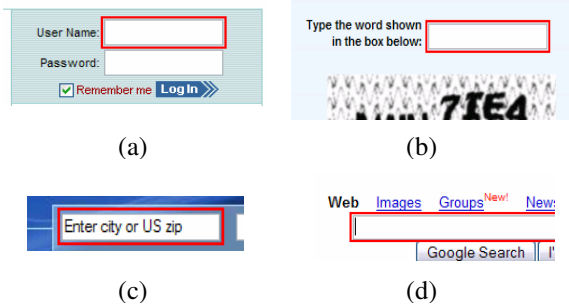 User Name:
Password:
Remember me Log In
(a)
Type the word shown
in the box below:
7IE4
(b)
Enter city or US zip
(c)
Web Images Groups New!
Google Search
(d)